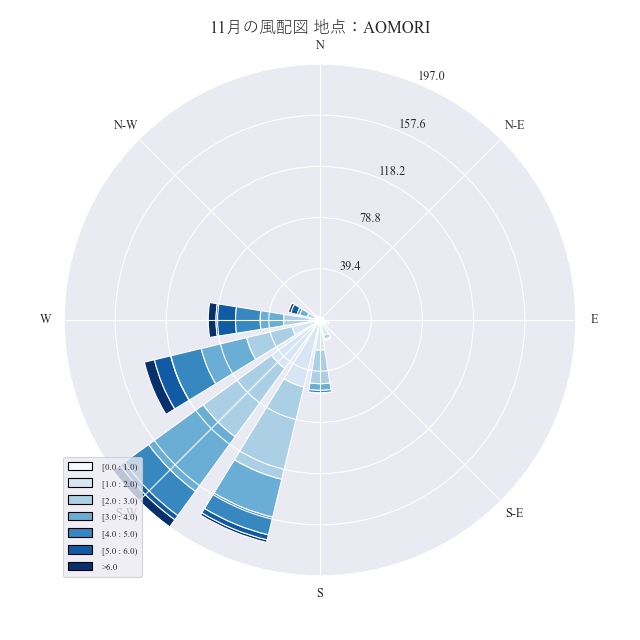 11月の風配図 地点：AOMORI
N
197.0
N-W
157.6
N-E
118.2
78.8
39.4
W
E
[0.0 : 1.0)
[1.0 : 2.0)
[2.0 : 3.0)
[3.0 : 4.0)
S-W
S-E
[4.0 : 5.0)
[5.0 : 6.0)
>6.0
S